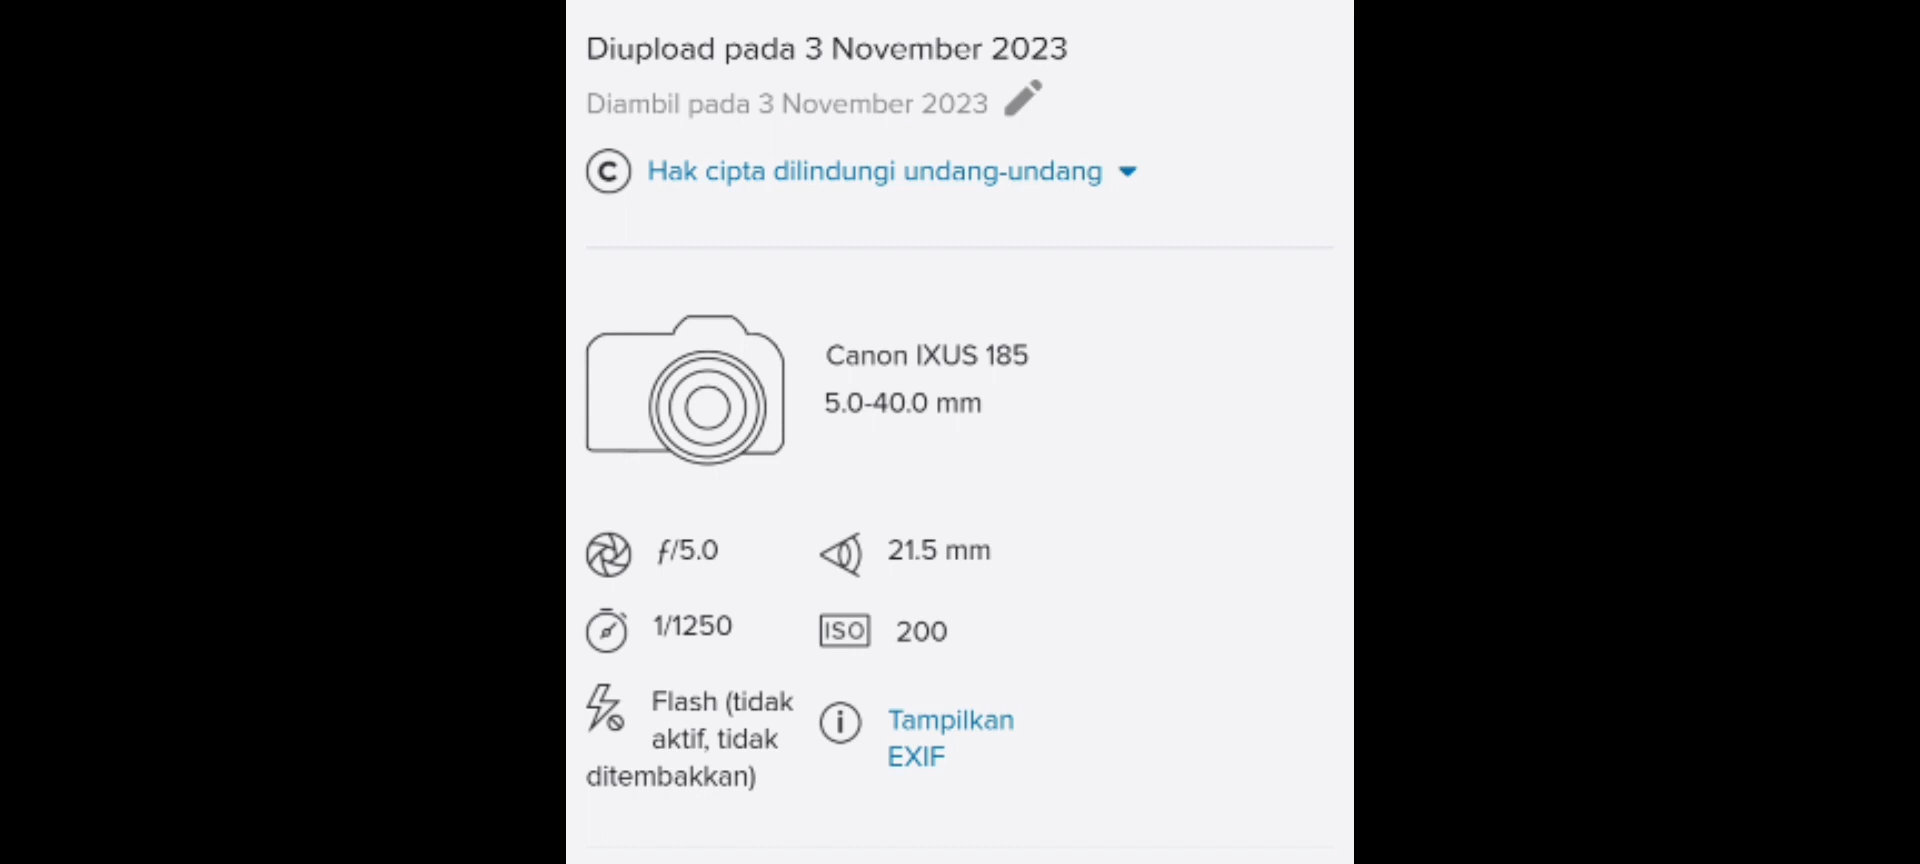 Diupload pada 3 November 2023
Diambil pada 3 November 2023
C Hak cipta dilindungi undang-undang
Canon IXUS 185
5.0-40.0 mm
ƒ/5.0 21.5 mm
1/1250 ISO 200
Flash (tidak
aktif, tidak
ditembakkan)
i Tampilkan
EXIF